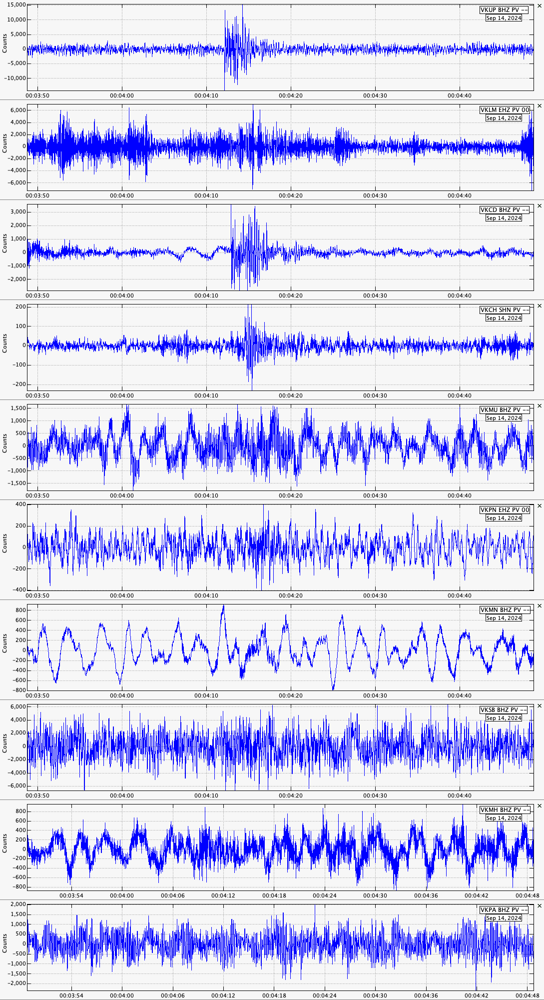 15,000
10,000
5,000
0
−5,000
−10,000
Counts
VKUP BHZ PV −−
Sep 14, 2024
00:03:50 00:04:00 00:04:10 00:04:20 00:04:30 00:04:40
6,000
4,000
2,000
0
−2,000
−4,000
−6,000
Counts
VKLM EHZ PV 00
Sep 14, 2024
00:03:50 00:04:00 00:04:10 00:04:20 00:04:30 00:04:40
3,000
2,000
1,000
0
−1,000
−2,000
Counts
VKCD BHZ PV −−
Sep 14, 2024
00:03:50 00:04:00 00:04:10 00:04:20 00:04:30 00:04:40
200
100
0
−100
−200
Counts
VKCH SHN PV −−
Sep 14, 2024
00:03:50 00:04:00 00:04:10 00:04:20 00:04:30 00:04:40
1,500
1,000
500
0
−500
−1,000
−1,500
Counts
VKMU BHZ PV −−
Sep 14, 2024
00:03:50 00:04:00 00:04:10 00:04:20 00:04:30 00:04:40
400
200
0
−200
−400
Counts
VKPN EHZ PV 00
Sep 14, 2024
00:03:50 00:04:00 00:04:10 00:04:20 00:04:30 00:04:40
800
600
400
200
0
−200
−400
−600
−800
Counts
VKMN BHZ PV −−
Sep 14, 2024
00:03:50 00:04:00 00:04:10 00:04:20 00:04:30 00:04:40
6,000
4,000
2,000
0
−2,000
−4,000
−6,000
Counts
VKSB BHZ PV −−
Sep 14, 2024
00:03:50 00:04:00 00:04:10 00:04:20 00:04:30 00:04:40
800
600
400
200
0
−200
−400
−600
−800
Counts
VKMH BHZ PV −−
Sep 14, 2024
00:03:54 00:04:00 00:04:06 00:04:12 00:04:18 00:04:24 00:04:30 00:04:36 00:04:42 00:04:48
2,000
1,500
1,000
500
0
−500
−1,000
−1,500
−2,000
Counts
VKPA BHZ PV −−
Sep 14, 2024
00:03:54 00:04:00 00:04:06 00:04:12 00:04:18 00:04:24 00:04:30 00:04:36 00:04:42 00:04:48